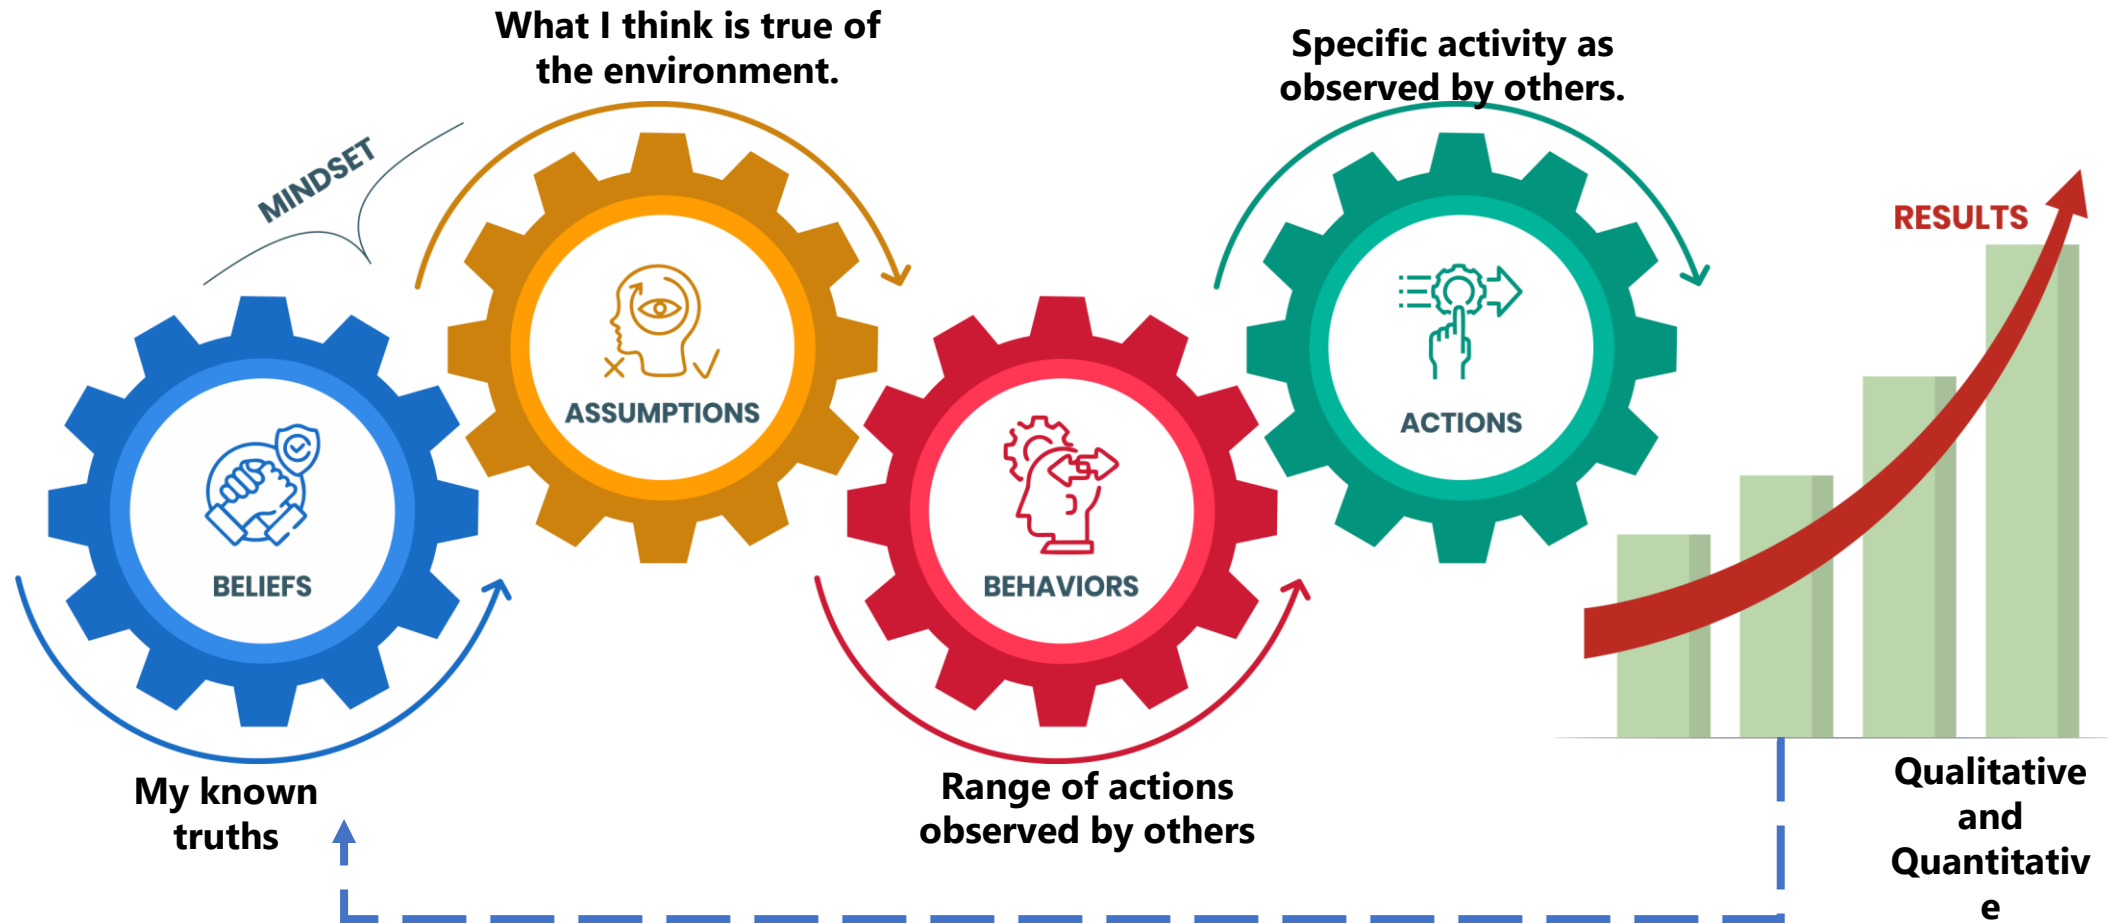 What I think is true of
the environment.
Specific activity as
observed by others.
MINDSET
RESULTS
ASSUMPTIONS
ACTIONS
BELIEFS
BEHAVIORS
My known
truths
Range of actions
observed by others
Qualitative
and
Quantitativ
e